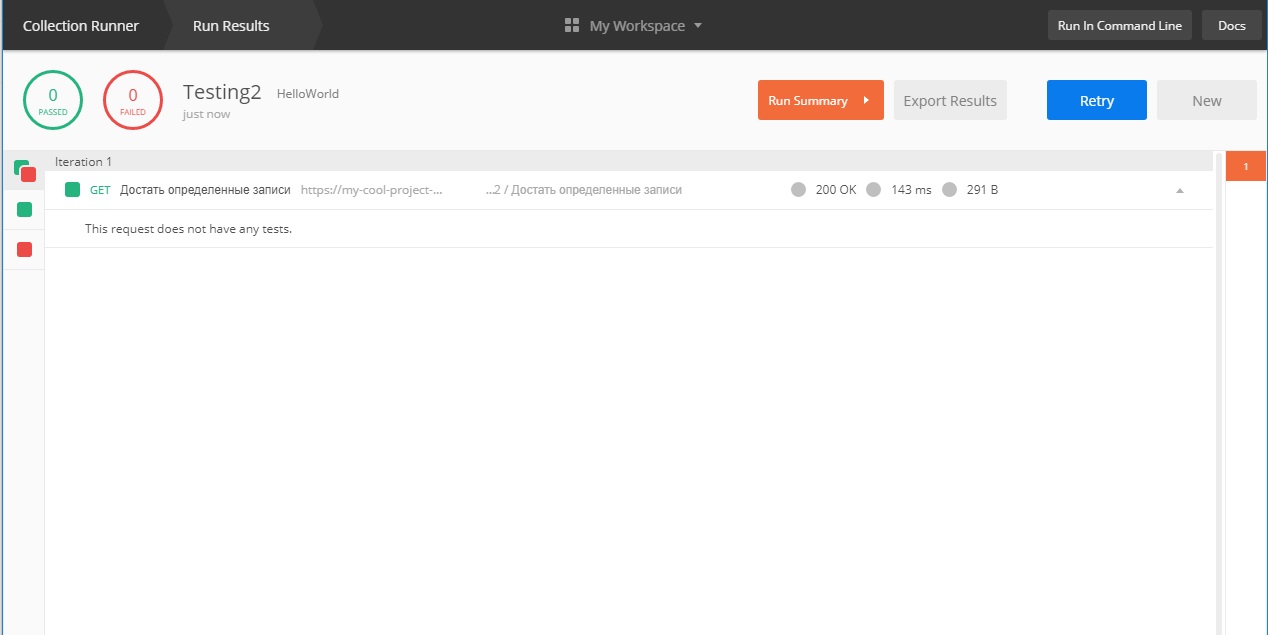 Collection Runner Run Results My Workspace Run In Command Line Docs
0 PASSED 0 FAILED Testing2 HelloWorld Run Summary Export Results Retry New
just now
Iteration 1 1
GET Достать определенные записи https://my-cool-project-... ...2 / Достать определенные записи 200 OK 143 ms 291 B
This request does not have any tests.